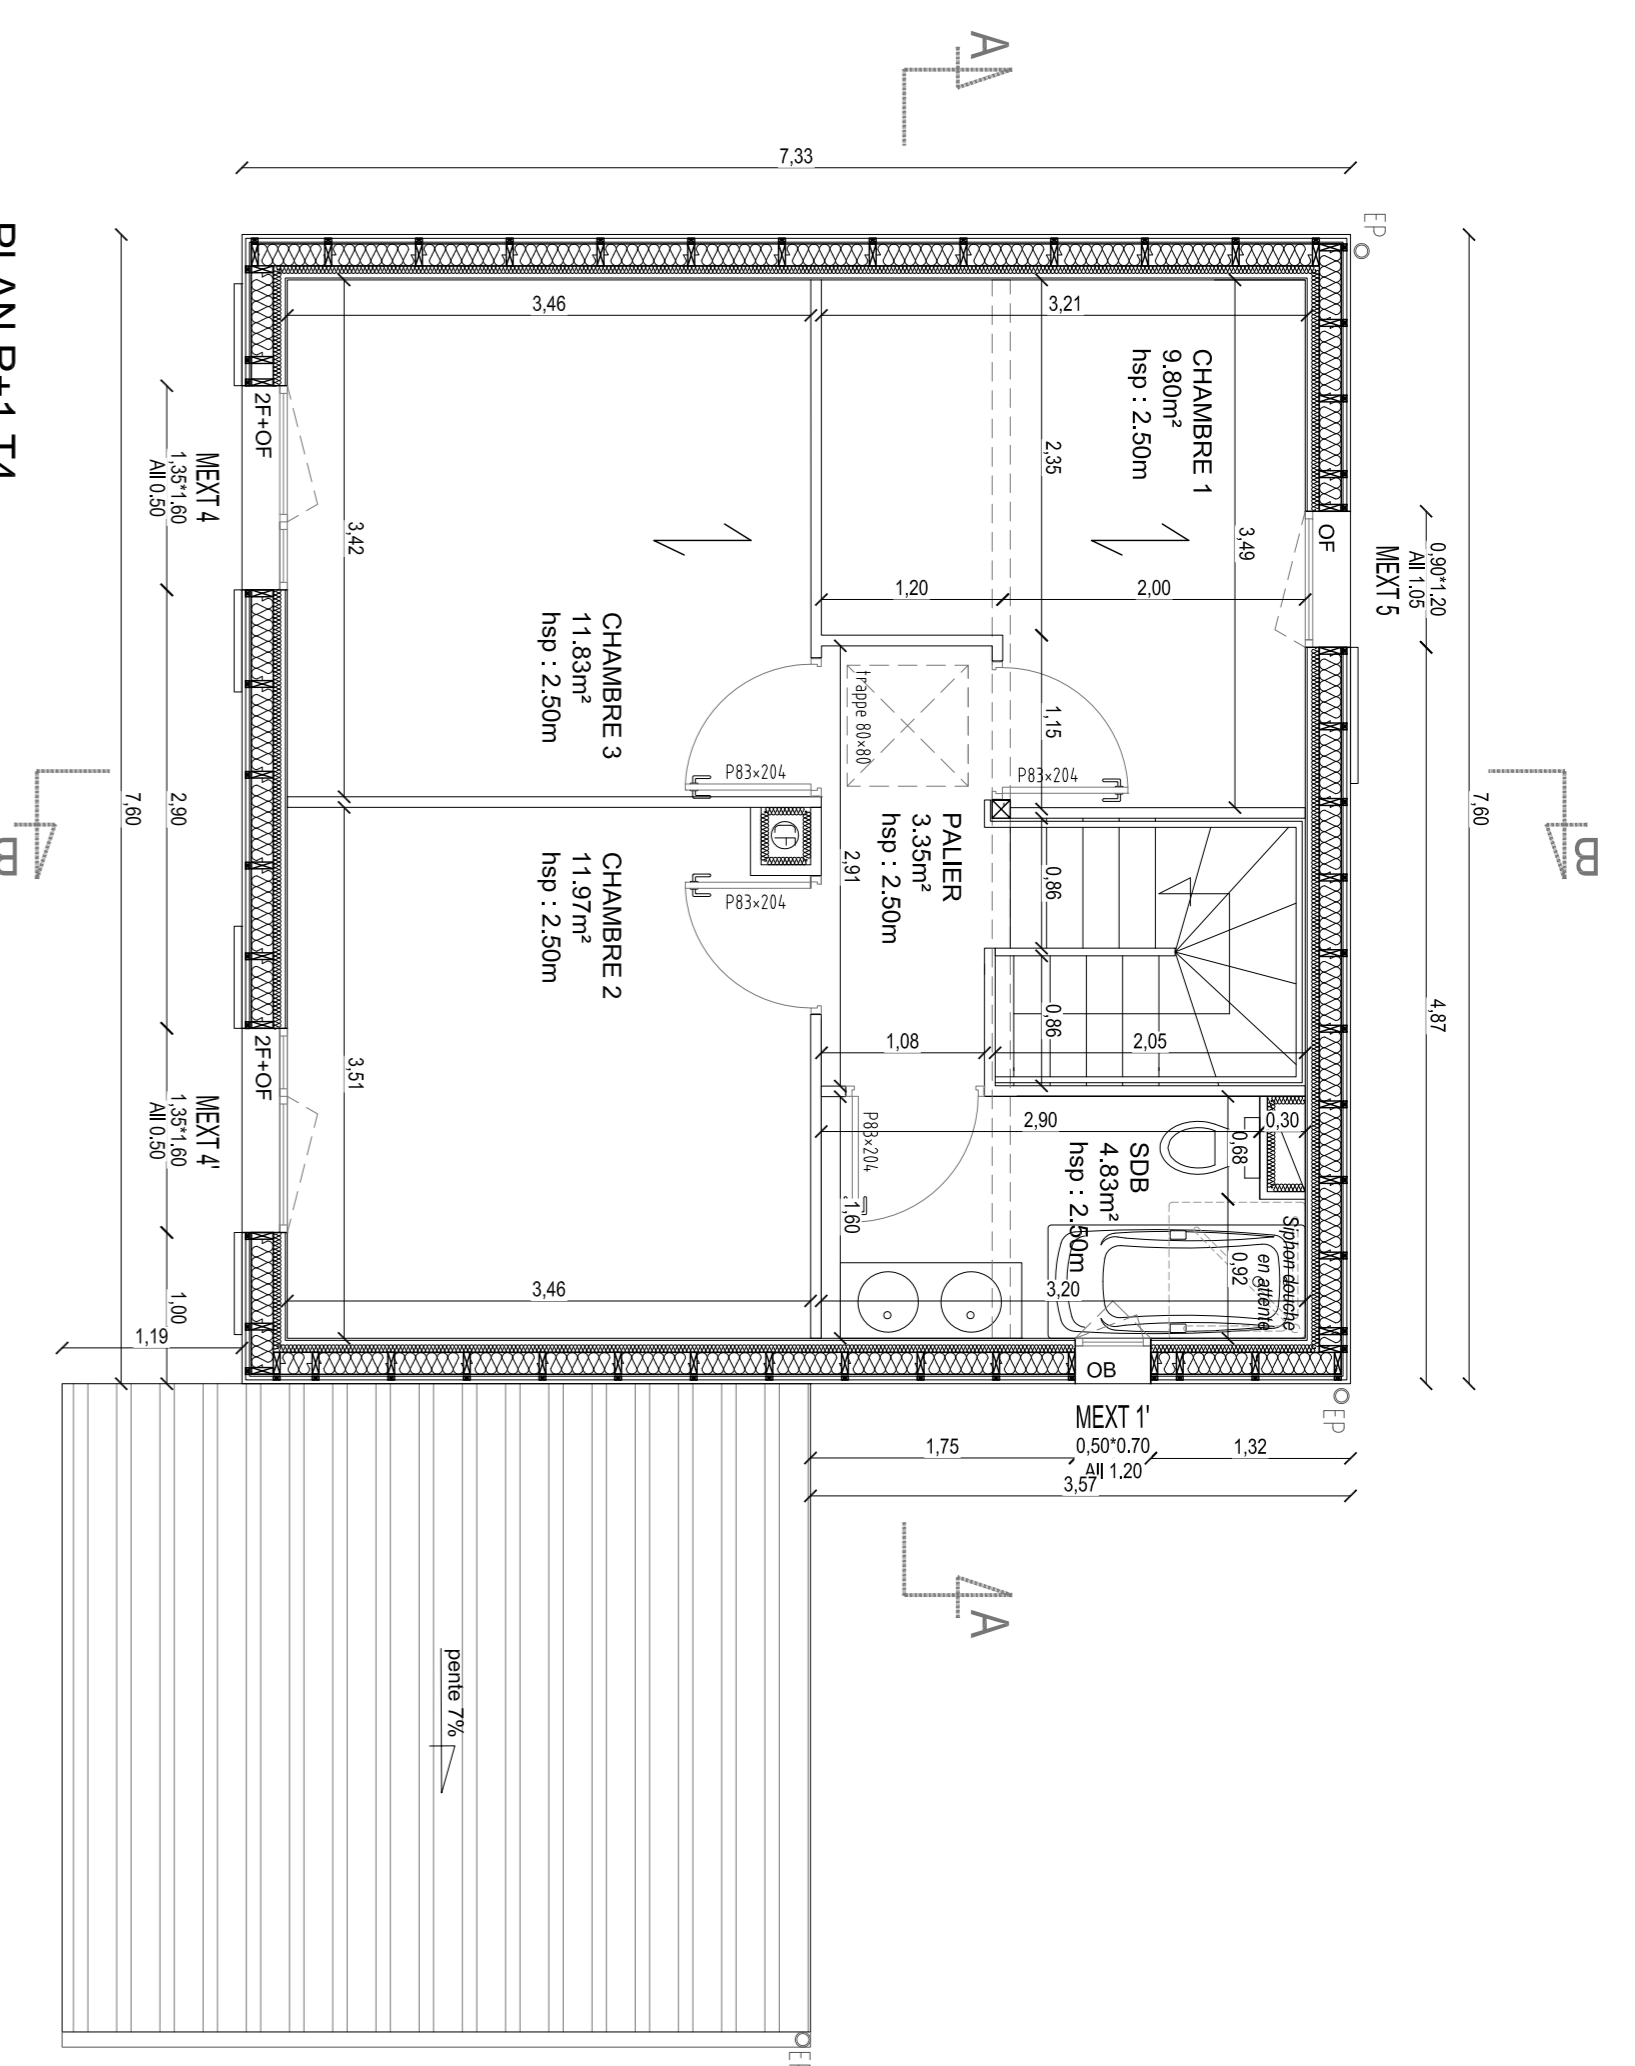 A
7,33
EP
3,46
3,21
CHAMBRE 1
9.80m²
hsp : 2.50m
2F+OF
MEXT 4
1,35*1.60
All 0.50
3,42
2,35
3,49
OF
0,90*1.20
All 1.05
MEXT 5
1,20
2,00
CHAMBRE 3
11.83m²
hsp : 2.50m
trappe 80x80
1,15
P83x204
P83x204
7,60
2,90
7,60
B
B
CF
PALIER
3.35m²
hsp : 2.50m
2,91
0,86
P83x204
CHAMBRE 2
11.97m²
hsp : 2.50m
4,87
0,86
1,08
2,05
2F+OF
MEXT 4'
1,35*1.60
All 0.50
3,51
P83x204
2,90
0,30
0,68
SDB
4.83m²
hsp : 2.50m
1,60
Siphon douche
en attente
0,92
3,46
3,20
1,00
1,19
OB
MEXT 1'
0,50*0.70
All 1.20
EP
1,75
1,32
3,57
A
pente 7%
EP
PLAN R+1 T4